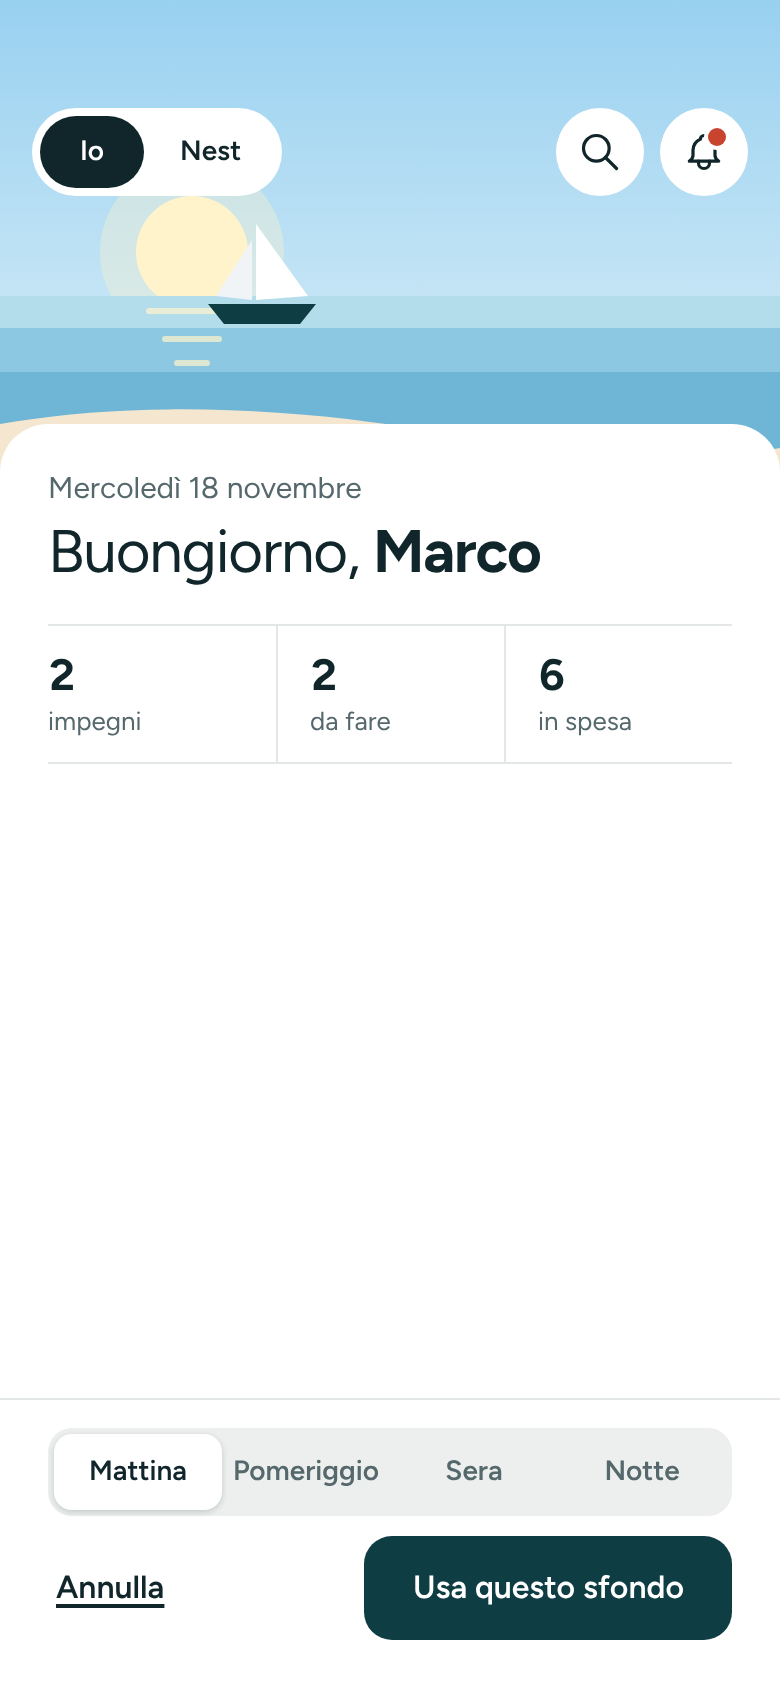 Io
Nest
Mercoledì 18 novembre
Buongiorno, Marco
2
impegni
2
da fare
6
in spesa
Mattina
Pomeriggio
Sera
Notte
Annulla
Usa questo sfondo